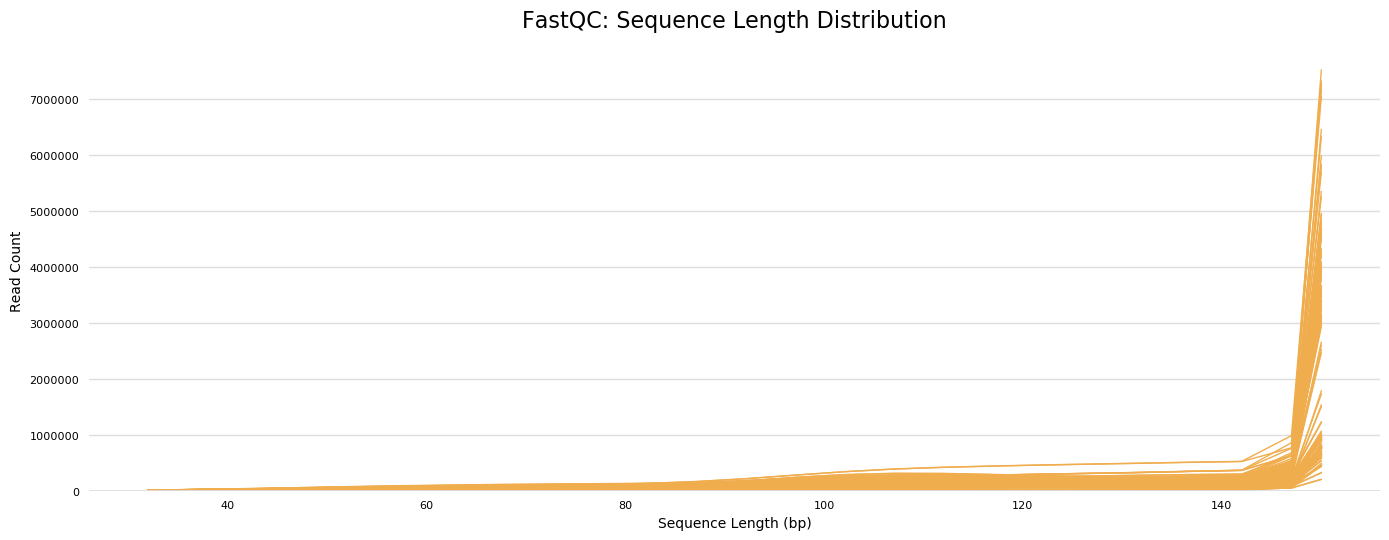 FastQC: Sequence Length Distribution
Read Count
7000000
6000000
5000000
4000000
3000000
2000000
1000000
0
40 60 80 100 120 140
Sequence Length (bp)